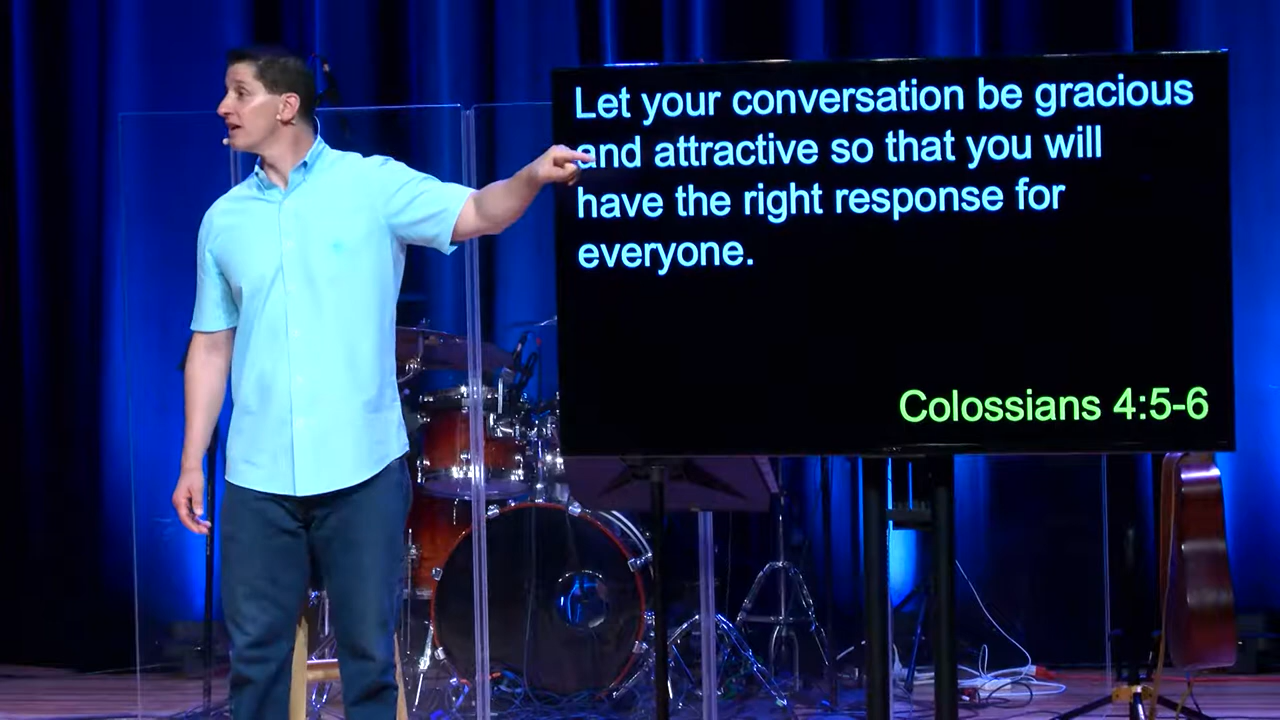 Let your conversation be gracious
and attractive so that you will
have the right response for
everyone.
Colossians 4:5-6